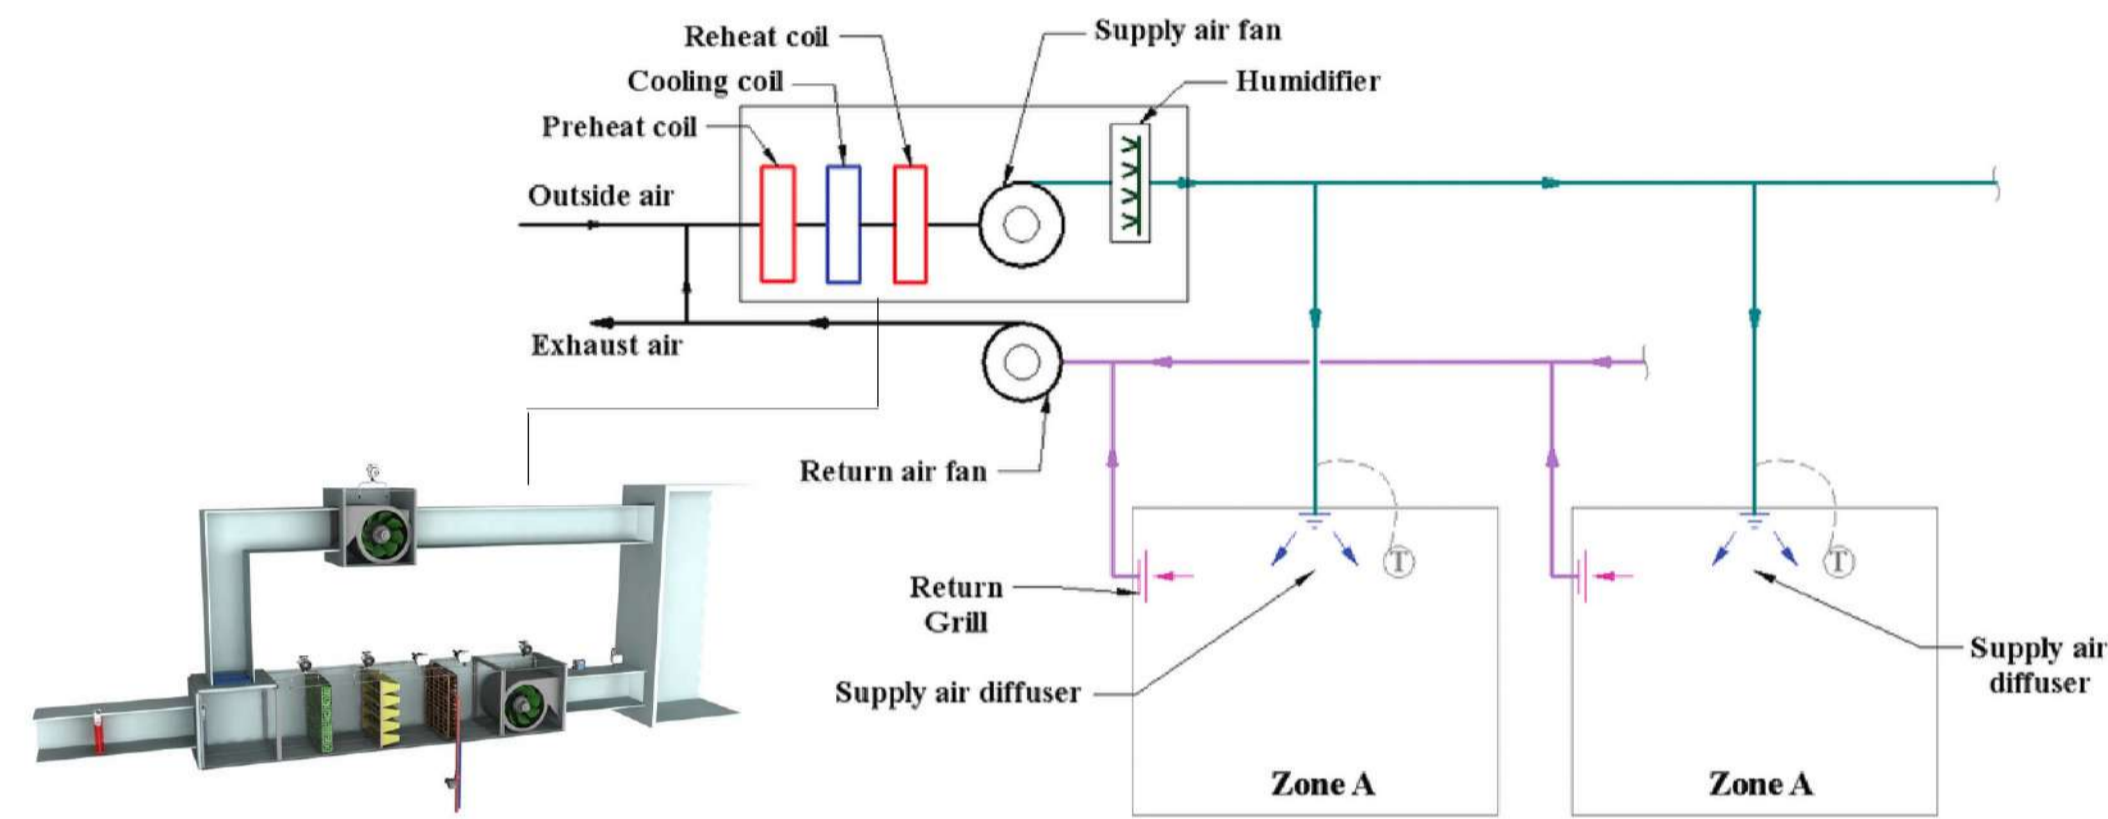 Reheat coil
Supply air fan
Cooling coil
Humidifier
Preheat coil
Outside air
Exhaust air
Return air fan
T
T
Return
Grill
Supply air
diffuser
Supply air diffuser
Zone A
Zone A